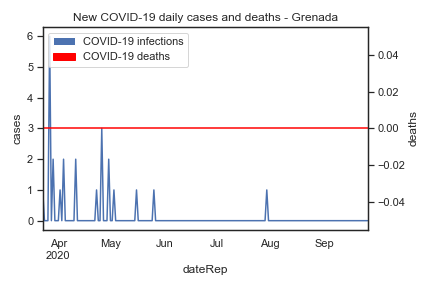 New COVID-19 daily cases and deaths - Grenada
COVID-19 infections
COVID-19 deaths
6
5
4
3
2
1
0
cases
0.04
0.02
0.00
−0.02
−0.04
deaths
Apr
2020
May
Jun
Jul
Aug
Sep
dateRep